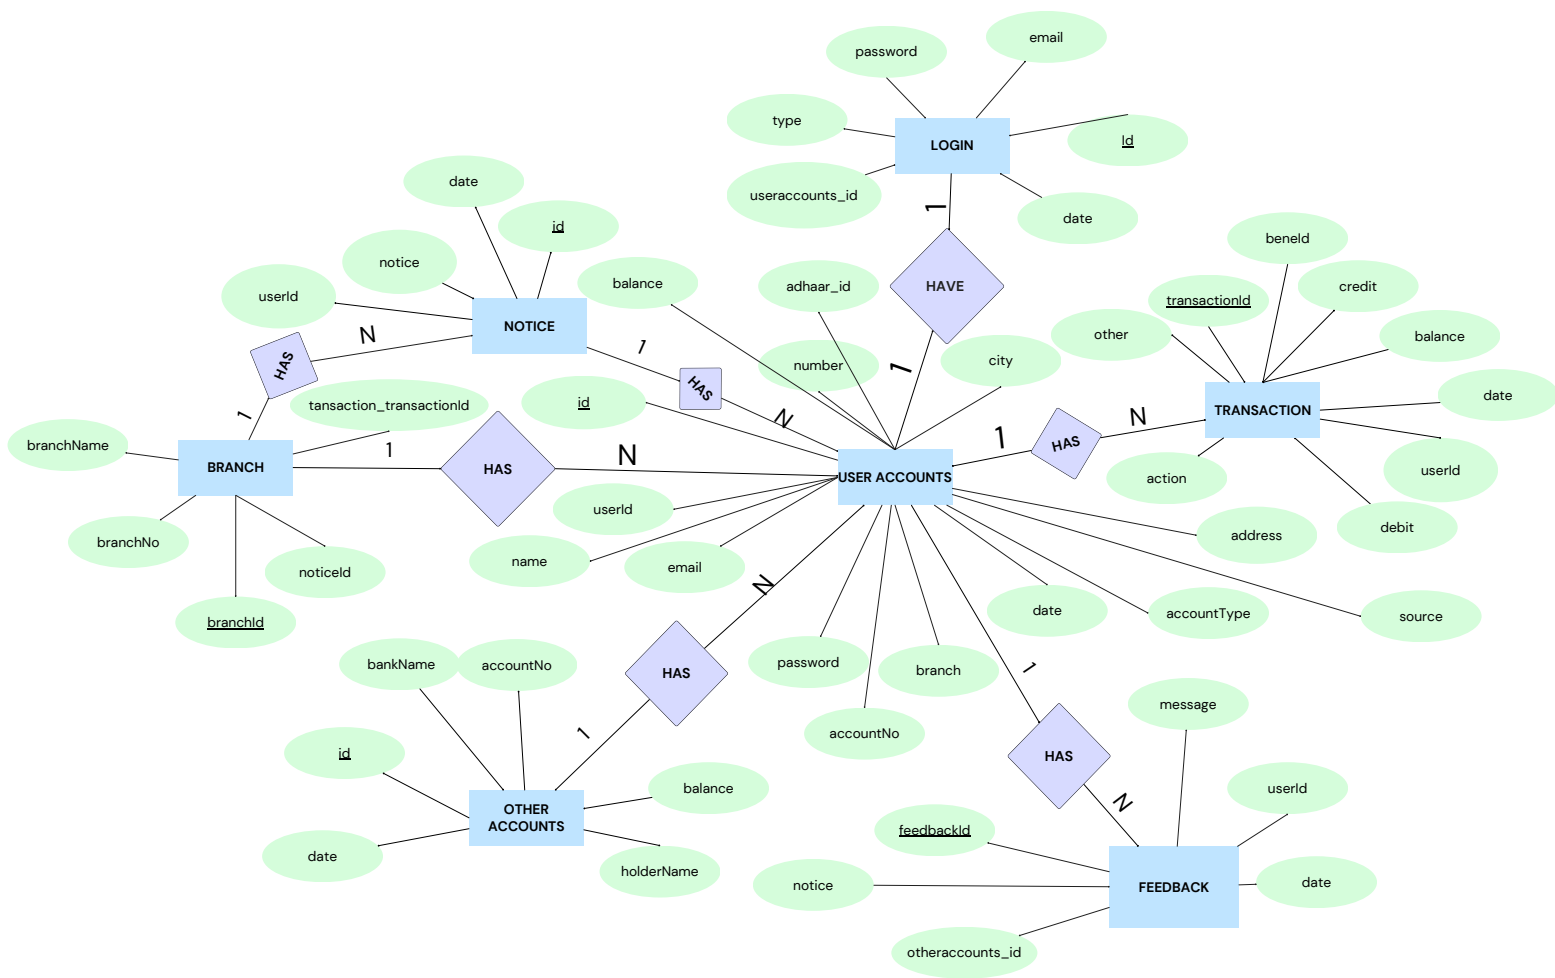 email
password
type
LOGIN
Id
useraccounts_id
date
1
HAVE
1
date
id
notice
userId
NOTICE
balance
adhaar_id
number
city
HAS
N
1
HAS
N
1
id
tansaction_transactionId
branchName
BRANCH
1
HAS
N
branchNo
noticeId
branchId
beneId
transactionId
credit
other
balance
date
TRANSACTION
userId
action
debit
1
HAS
N
USER ACCOUNTS
userId
name
email
address
date
accountType
source
password
branch
accountNo
N
HAS
1
bankName
accountNo
id
balance
OTHER
ACCOUNTS
date
holderName
1
HAS
N
message
userId
feedbackId
FEEDBACK
notice
date
otheraccounts_id